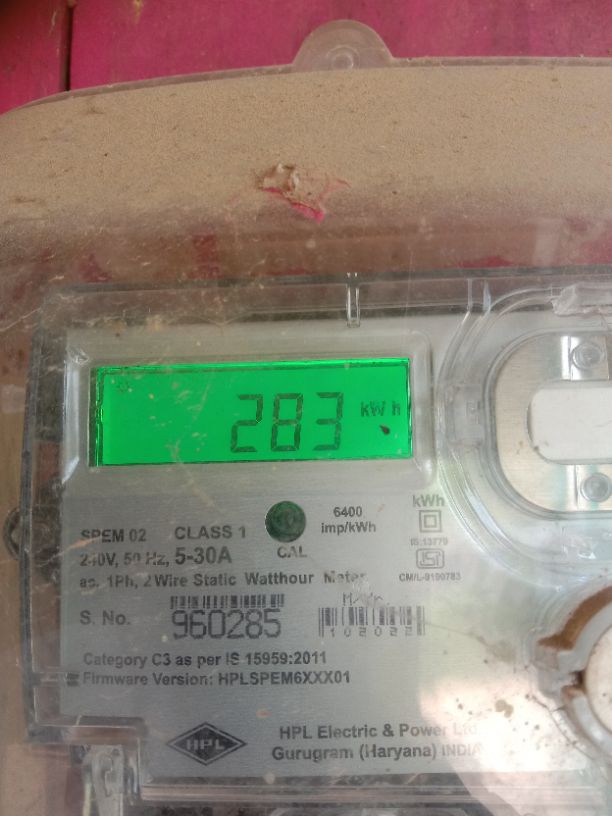 283 kWh
6400
imp/kWh
kWh
IS:13779
SPEM 02 CLASS 1
CAL
240V, 50 Hz, 5-30A
CM/L-9190783
ac. 1Ph, 2 Wire Static Watthour Meter
S. No. 960285
102022
Category C3 as per IS 15959:2011
Firmware Version: HPLSPEM6XXX01
HPL
HPL Electric & Power Ltd
Gurugram (Haryana) INDIA